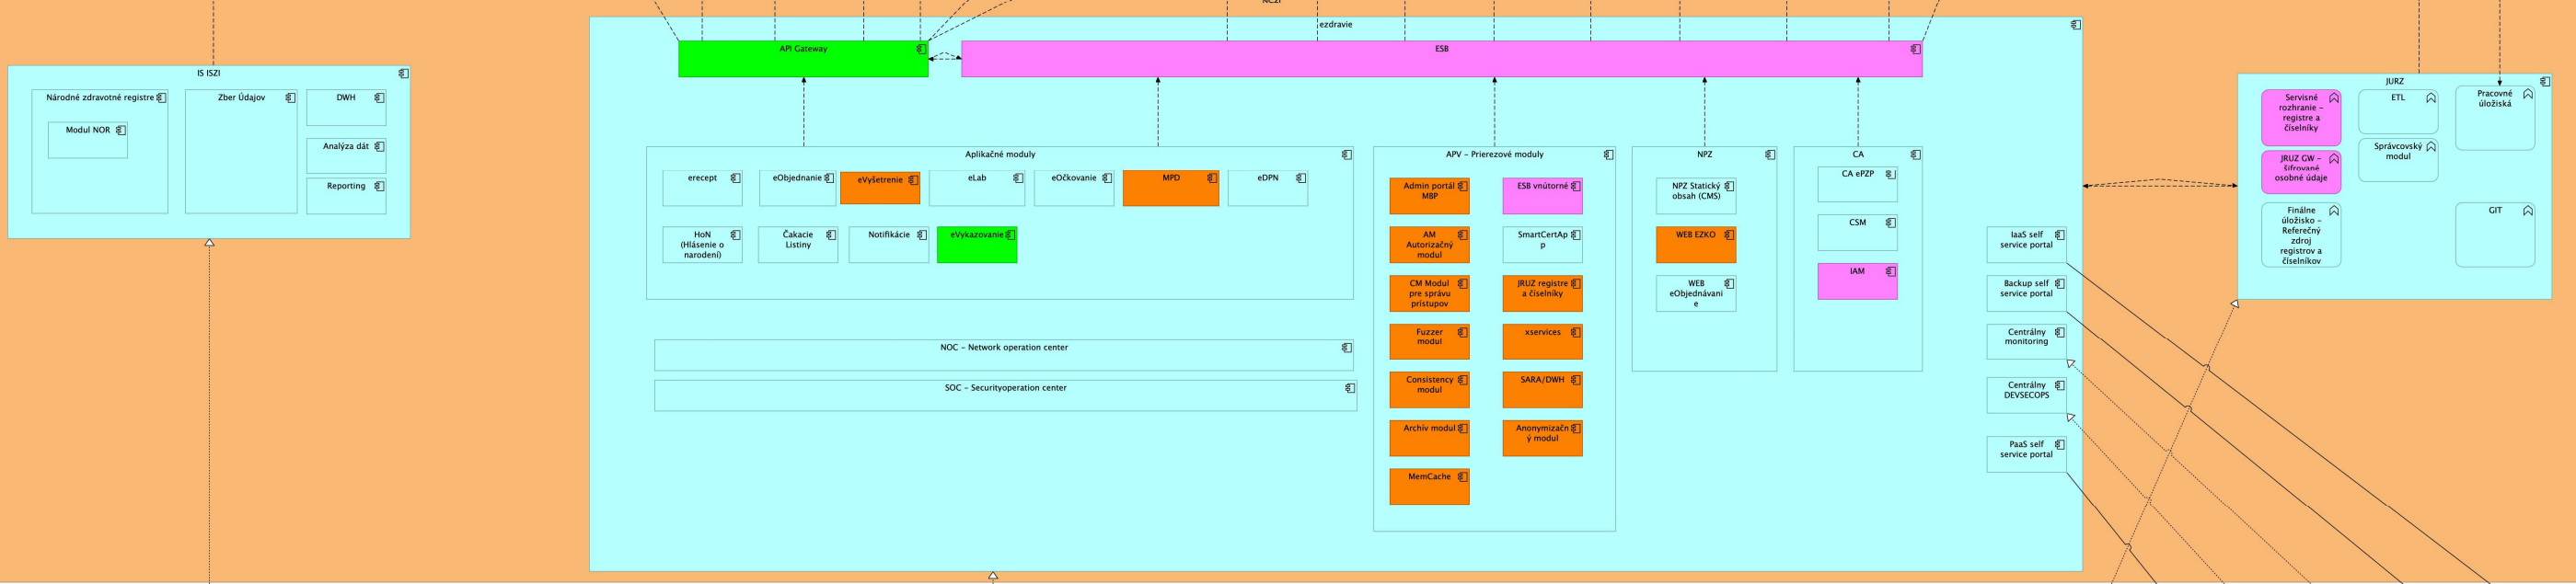 NCZI
ezdravie
API Gateway
ESB
IS ISZI
Národné zdravotné registre
Modul NOR
Zber Údajov
DWH
Analýza dát
Reporting
Aplikačné moduly
erecept
eObjednanie
eVyšetrenie
eLab
eOčkovanie
MPD
eDPN
HoN
(Hlásenie o
narodení)
Čakacie
Listiny
Notifikácie
eVykazovanie
NOC – Network operation center
SOC – Securityoperation center
APV – Prierezové moduly
Admin portál
MBP
ESB vnútorné
AM
Autorizačný
modul
SmartCertAp
p
CM Modul
pre správu
prístupov
JRUZ registre
a číselníky
Fuzzer
modul
xservices
Consistency
modul
SARA/DWH
Archív modul
Anonymizačn
ý modul
MemCache
NPZ
NPZ Statický
obsah (CMS)
WEB EZKO
WEB
eObjednávani
e
CA
CA ePZP
CSM
IAM
IaaS self
service portal
Backup self
service portal
Centrálny
monitoring
Centrálny
DEVSECOPS
PaaS self
service portal
JURZ
Servisné
rozhranie –
registre a
číselníky
ETL
Pracovné
úložiská
JRUZ GW –
šifrované
osobné údaje
Správcovský
modul
Finálne
úložisko –
Referečný
zdroj
registrov a
číselníkov
GIT